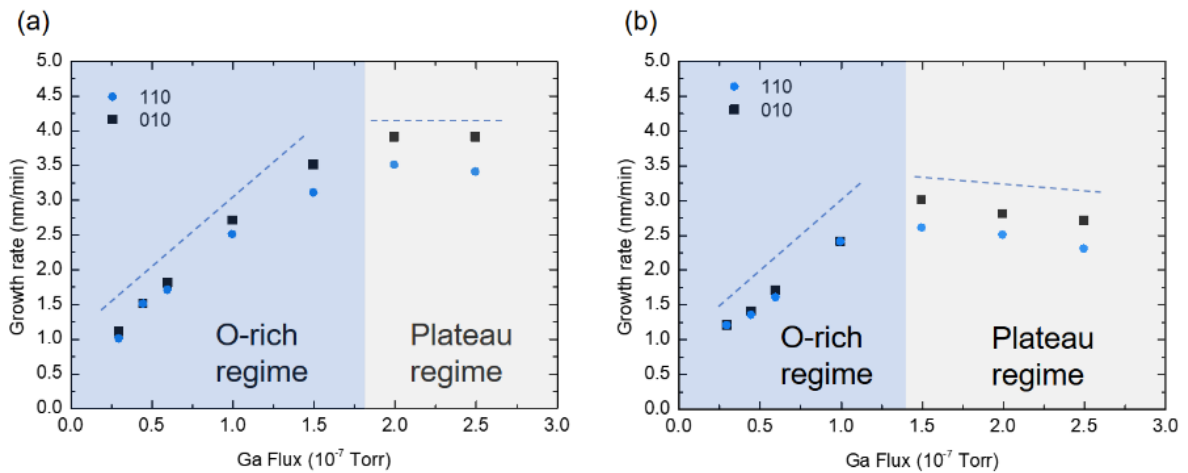 (a)
5.0
4.5
4.0
3.5
3.0
2.5
2.0
1.5
1.0
0.5
0.0
Growth rate (nm/min)
110
010
O-rich
regime
Plateau
regime
0.0 0.5 1.0 1.5 2.0 2.5 3.0
Ga Flux (10⁻⁷ Torr)
(b)
5.0
4.5
4.0
3.5
3.0
2.5
2.0
1.5
1.0
0.5
0.0
Growth rate (nm/min)
110
010
O-rich
regime
Plateau
regime
0.0 0.5 1.0 1.5 2.0 2.5 3.0
Ga Flux (10⁻⁷ Torr)